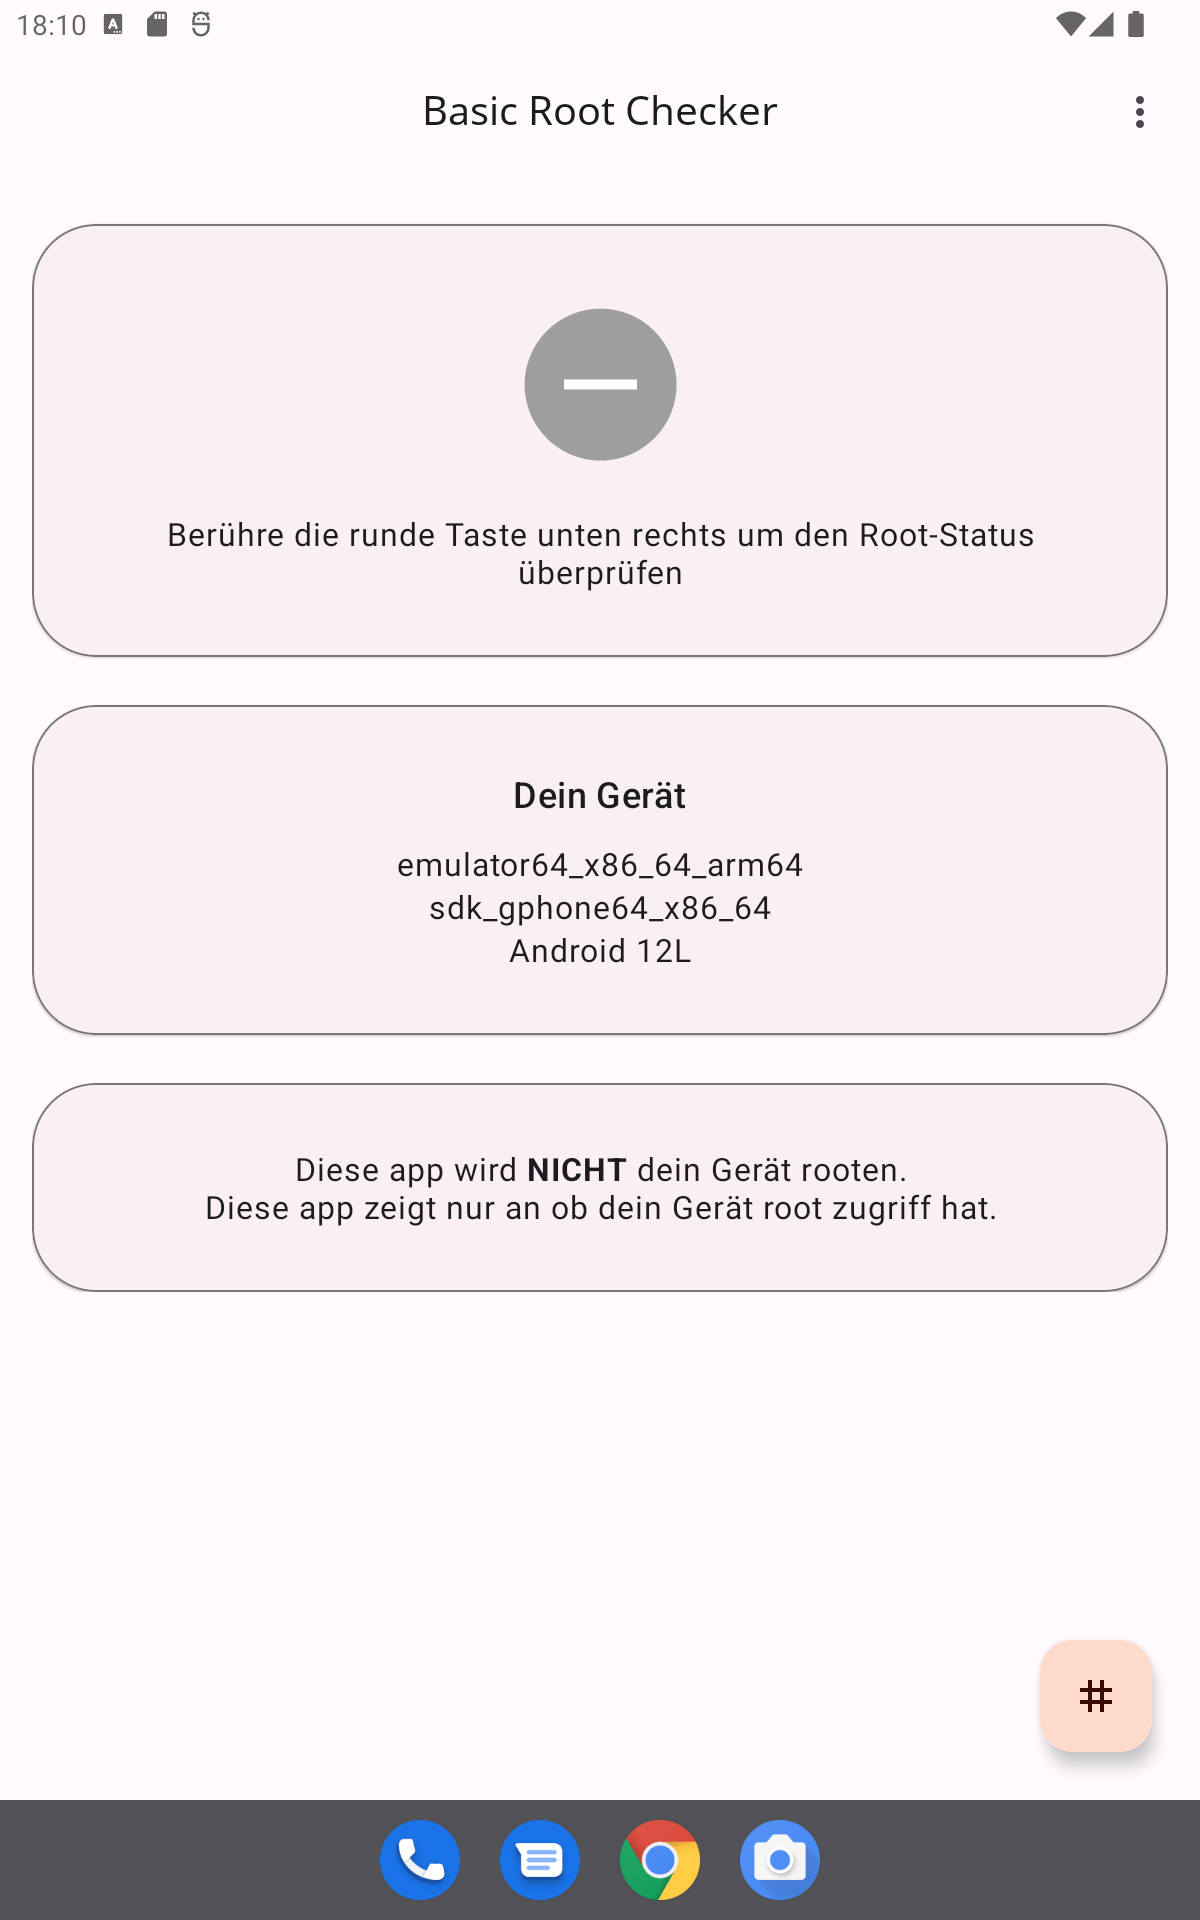 18:10
Basic Root Checker
Berühre die runde Taste unten rechts um den Root-Status
überprüfen
Dein Gerät
emulator64_x86_64_arm64
sdk_gphone64_x86_64
Android 12L
Diese app wird NICHT dein Gerät rooten.
Diese app zeigt nur an ob dein Gerät root zugriff hat.
#